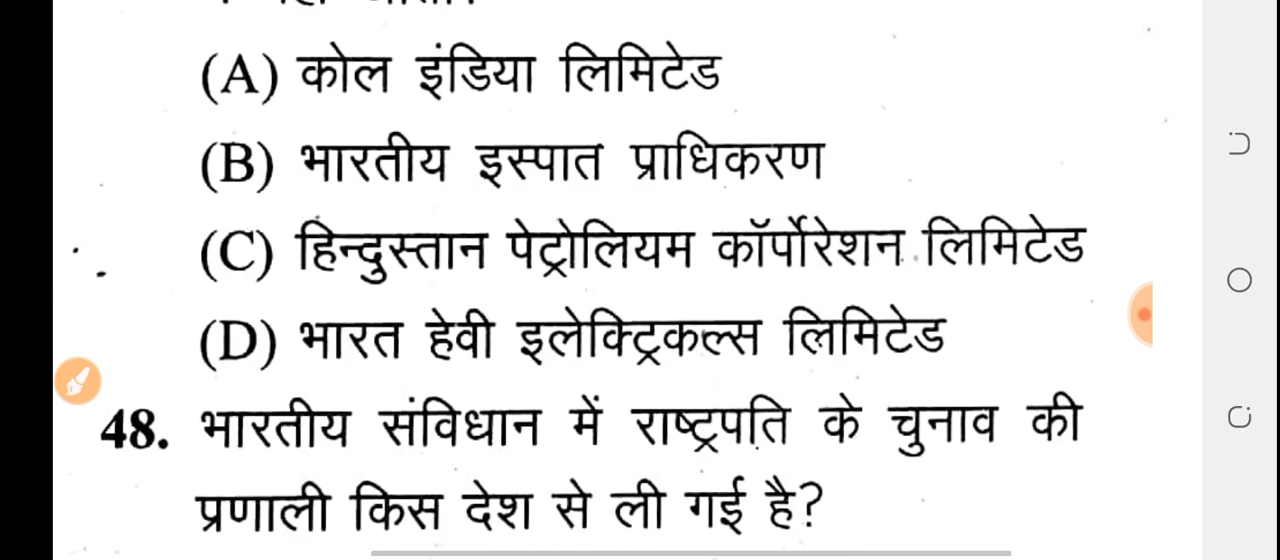 (A) कोल इंडिया लिमिटेड
(B) भारतीय इस्पात प्राधिकरण
(C) हिन्दुस्तान पेट्रोलियम कॉर्पोरेशन लिमिटेड
(D) भारत हेवी इलेक्ट्रिकल्स लिमिटेड
48. भारतीय संविधान में राष्ट्रपति के चुनाव की
प्रणाली किस देश से ली गई है?